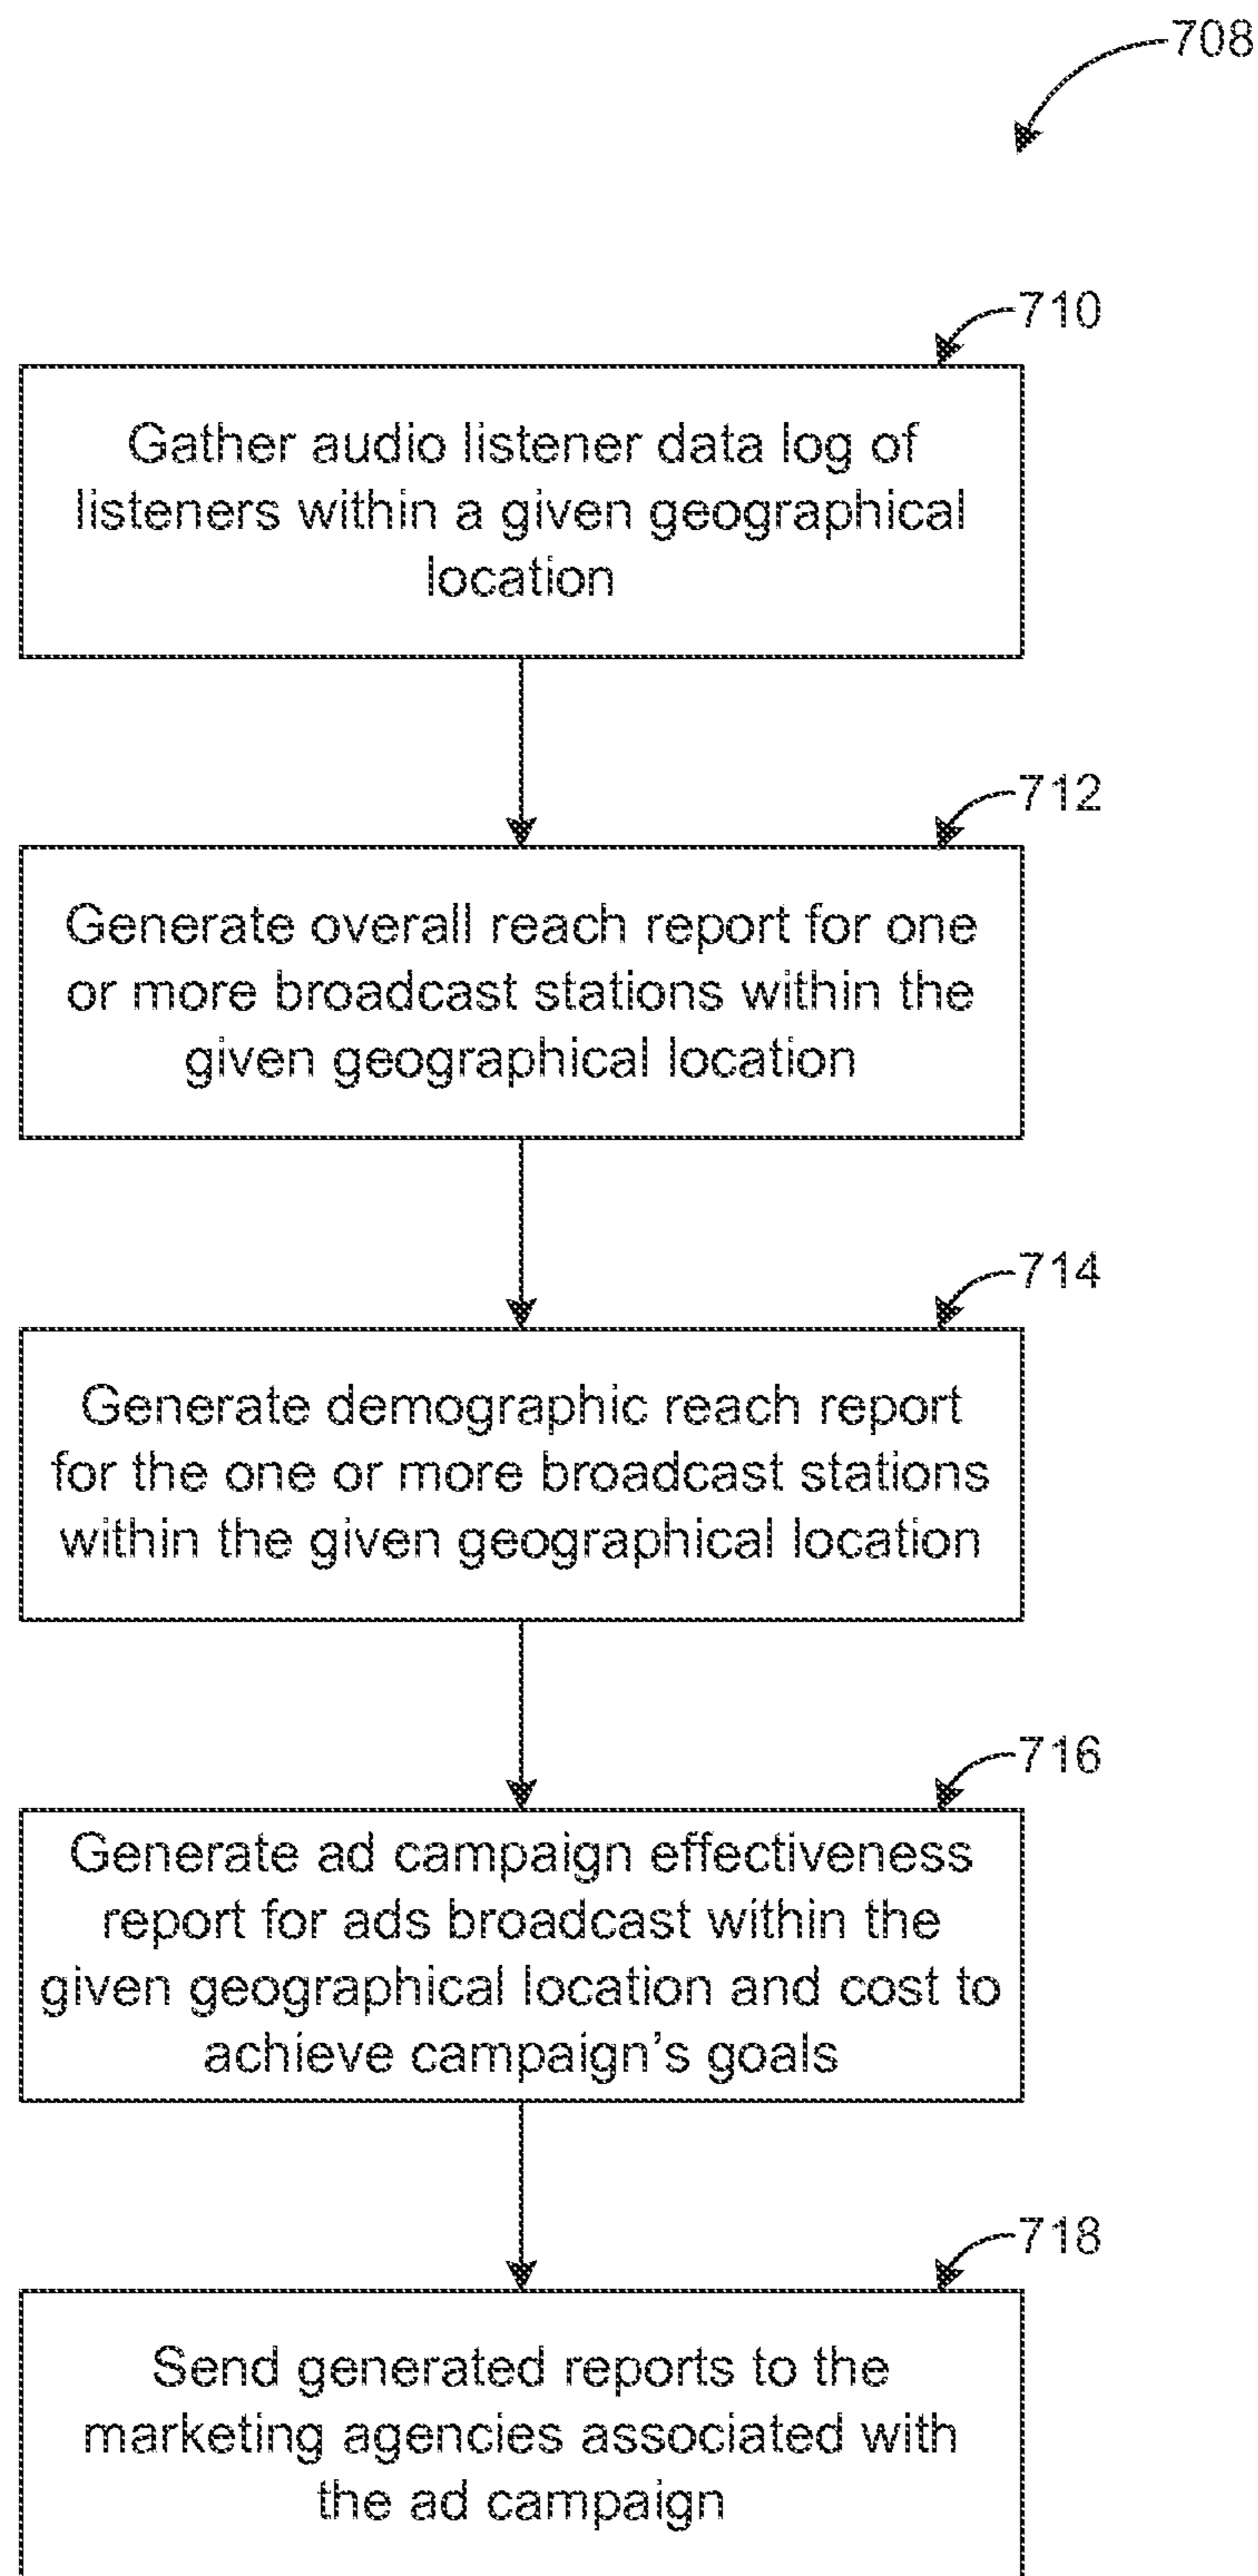 708
710
Gather audio listener data log of
listeners within a given geographical
location
712
Generate overall reach report for one
or more broadcast stations within the
given geographical location
714
Generate demographic reach report
for the one or more broadcast stations
within the given geographical location
716
Generate ad campaign effectiveness
report for ads broadcast within the
given geographical location and cost to
achieve campaign's goals
718
Send generated reports to the
marketing agencies associated with
the ad campaign